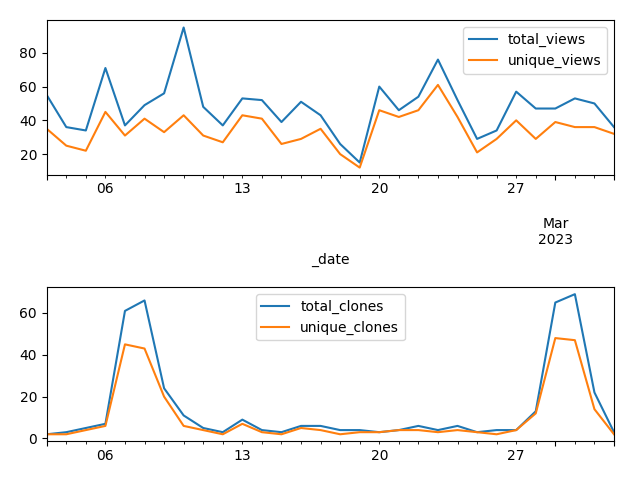 total_views
unique_views
80
60
40
20
06 13 20 27
Mar
2023
_date
total_clones
unique_clones
60
40
20
0
06 13 20 27